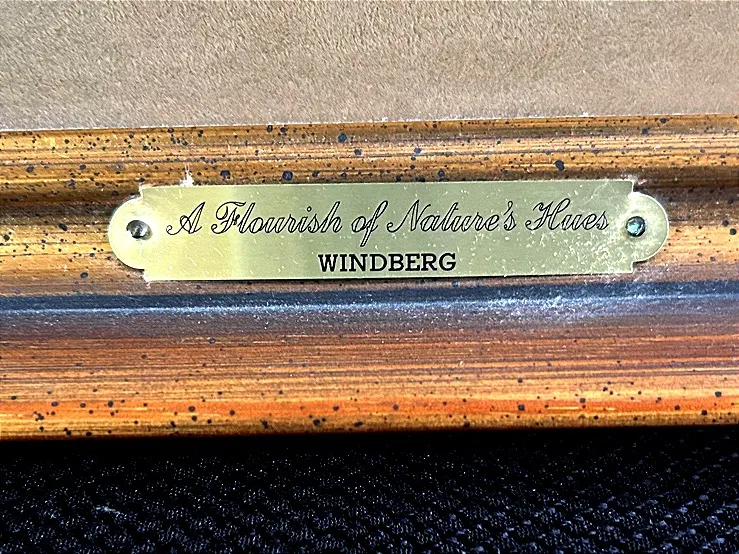 A Flourish of Nature's Hues
WINDBERG